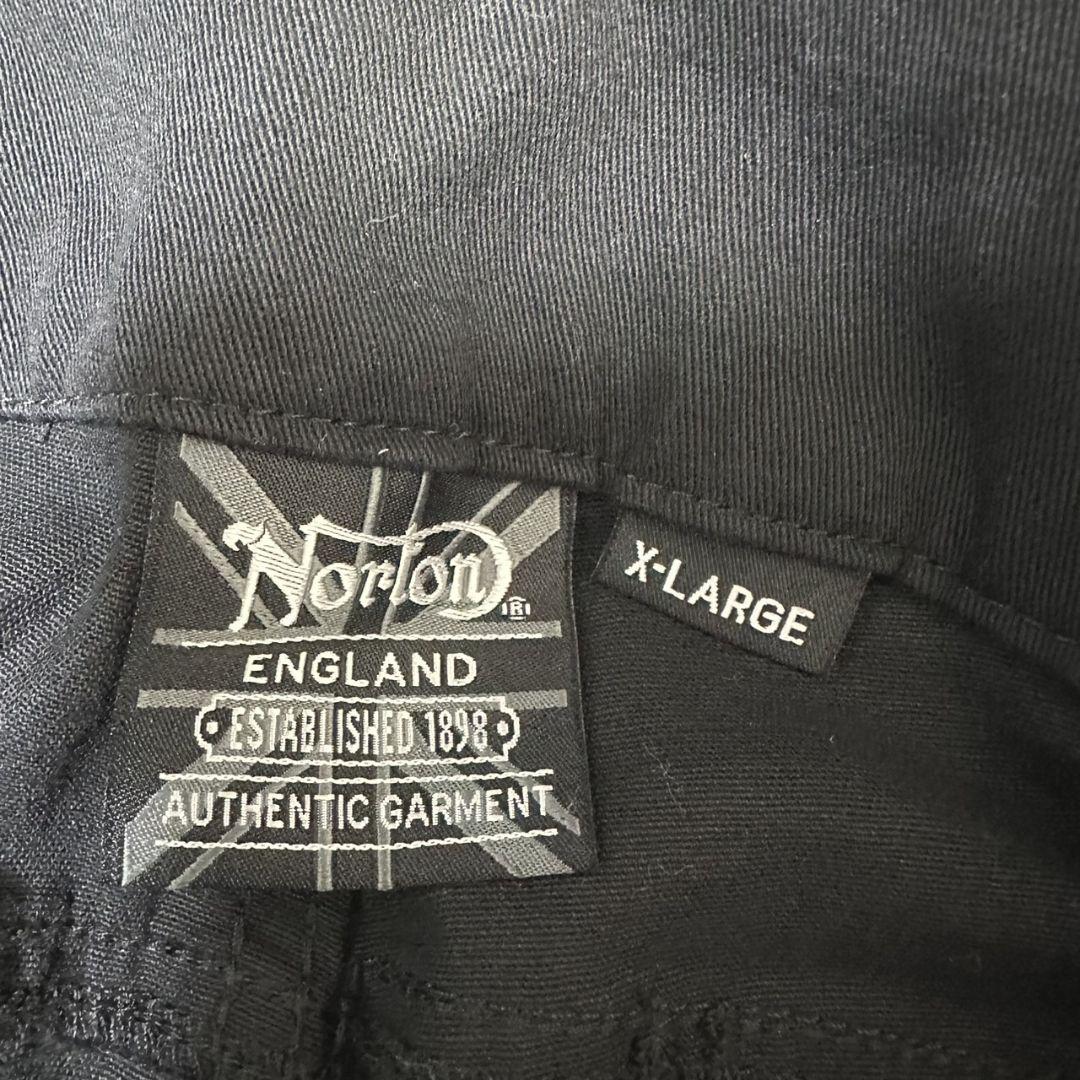 Norton®
ENGLAND
ESTABLISHED 1898
AUTHENTIC GARMENT
X-LARGE